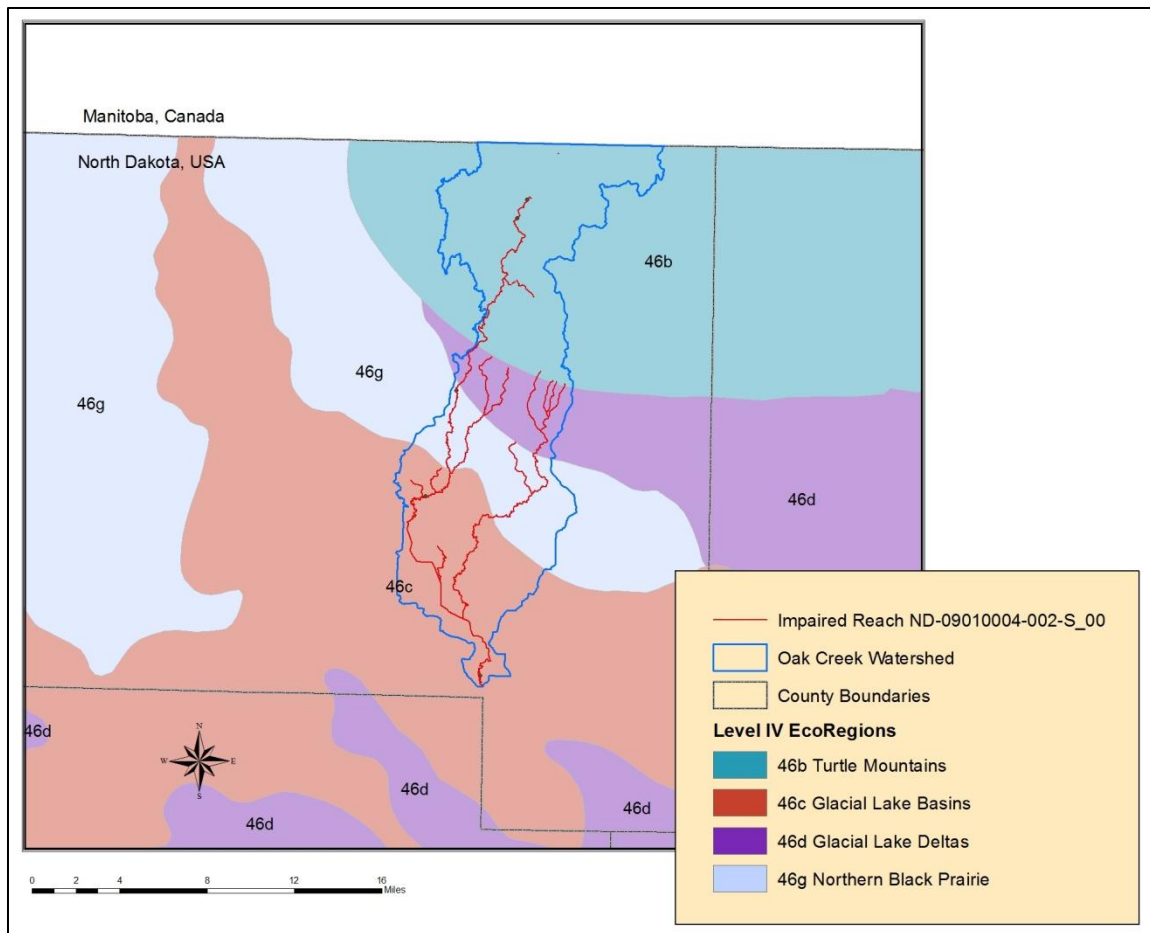 Manitoba, Canada
North Dakota, USA
46b
46g
46g
46d
46c
46d
46d
46d
46d
N
W E
S
0 2 4 8 12 16
Miles
Impaired Reach ND-09010004-002-S_00
Oak Creek Watershed
County Boundaries
Level IV EcoRegions
46b Turtle Mountains
46c Glacial Lake Basins
46d Glacial Lake Deltas
46g Northern Black Prairie